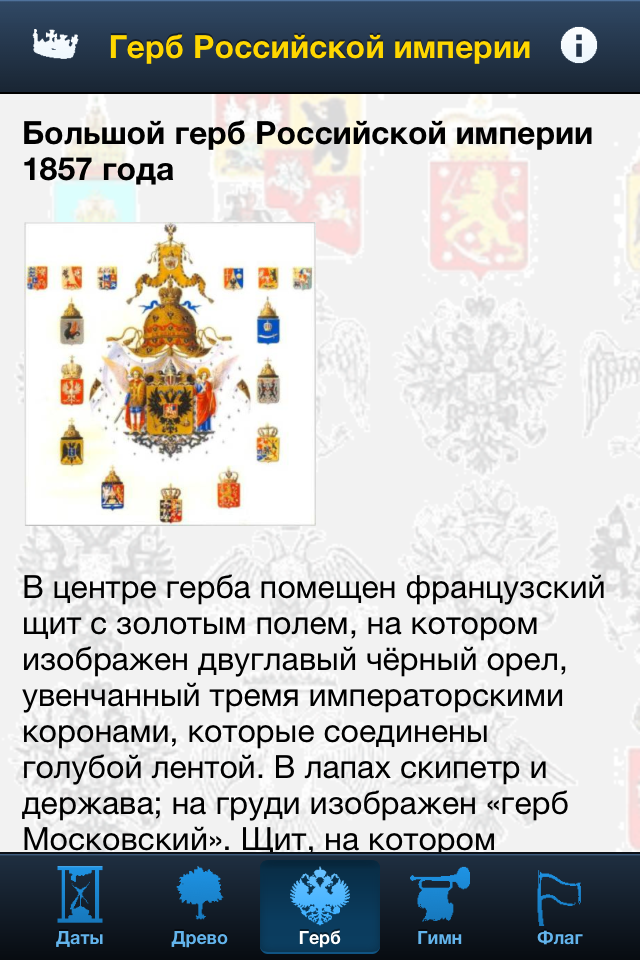 Герб Российской империи
Большой герб Российской империи
1857 года
В центре герба помещен французский
щит с золотым полем, на котором
изображен двуглавый чёрный орел,
увенчанный тремя императорскими
коронами, которые соединены
голубой лентой. В лапах скипетр и
держава; на груди изображен «герб
Московский». Щит, на котором
Даты
Древо
Герб
Гимн
Флаг